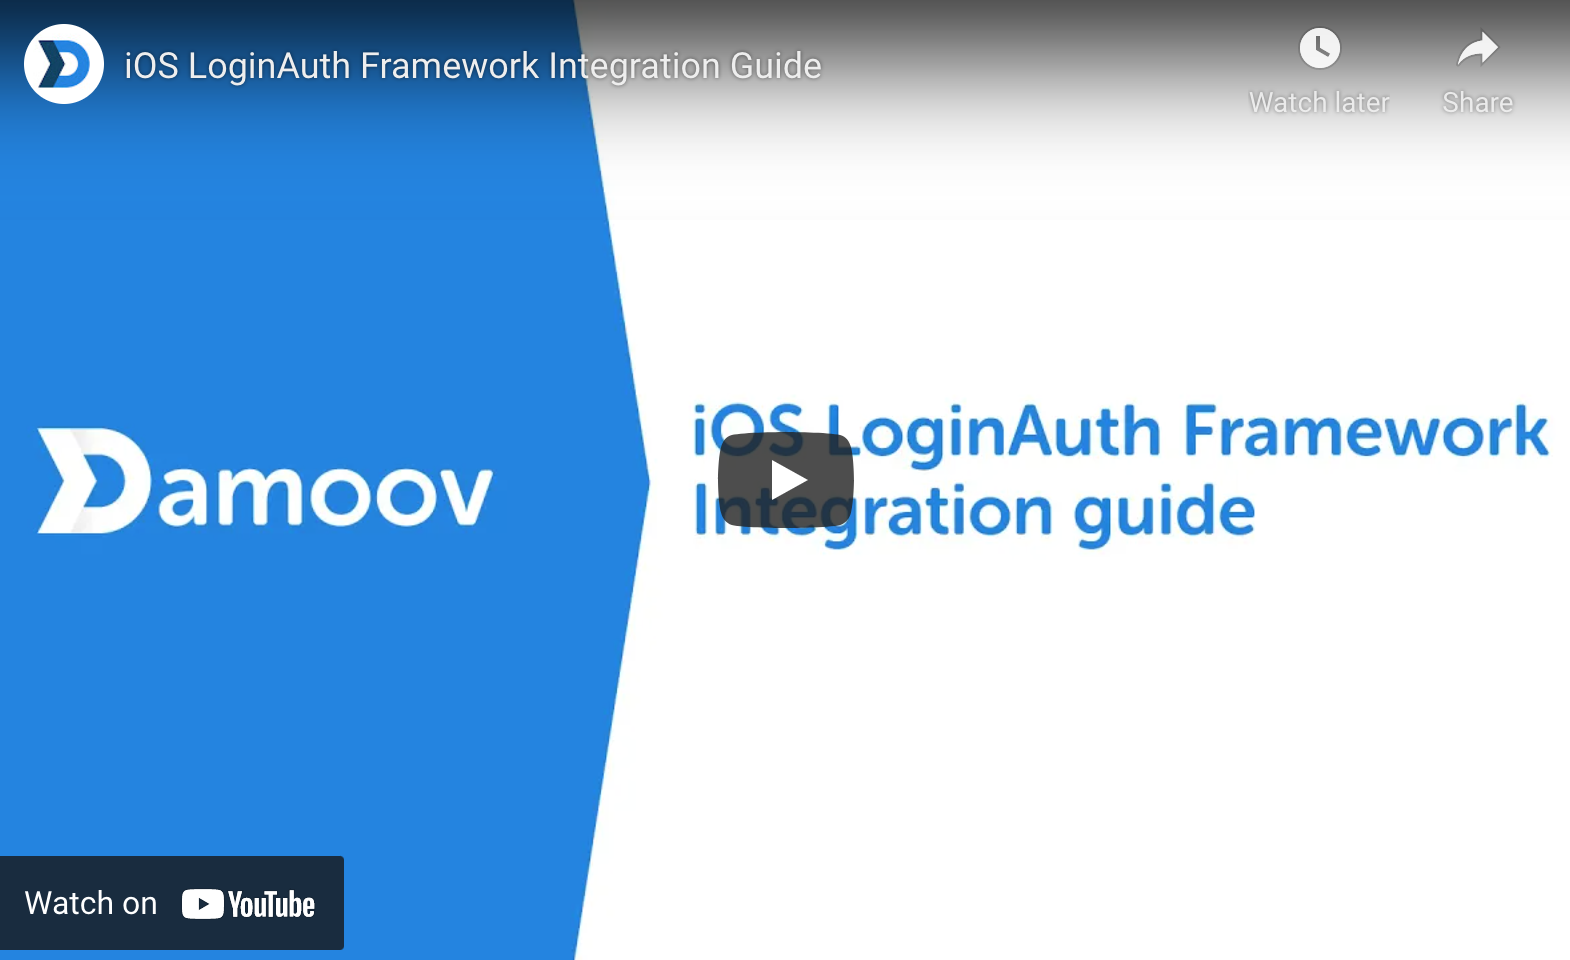 iOS LoginAuth Framework Integration Guide
Watch later
Share
Damoov
iOS LoginAuth Framework
Integration guide
Watch on YouTube